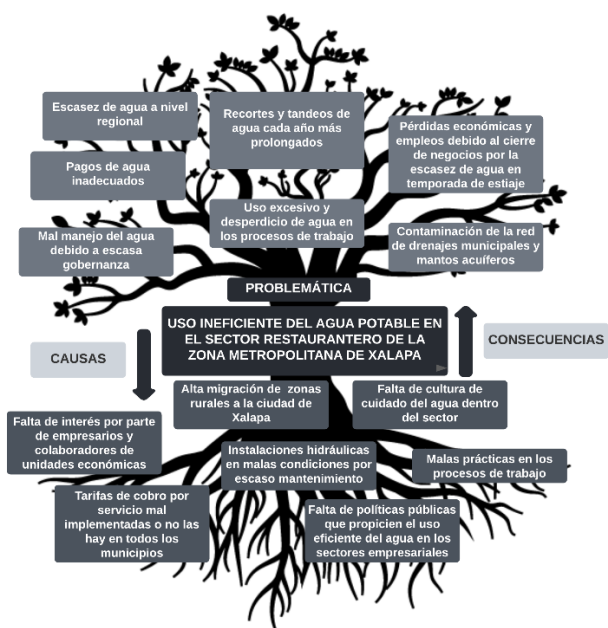 Escasez de agua a nivel
regional
Recortes y tandeos de
agua cada año más
prolongados
Pérdidas económicas y
empleos debido al cierre
de negocios por la
escasez de agua en
temporada de estiaje
Pagos de agua
inadecuados
Uso excesivo y
desperdicio de agua en
los procesos de trabajo
Mal manejo del agua
debido a escasa
gobernanza
Contaminación de la red
de drenajes municipales y
mantos acuíferos
PROBLEMÁTICA
USO INEFICIENTE DEL AGUA POTABLE EN
EL SECTOR RESTAURANTERO DE LA
ZONA METROPOLITANA DE XALAPA
CAUSAS
CONSECUENCIAS
Alta migración de zonas
rurales a la ciudad de
Xalapa
Falta de cultura de
cuidado del agua dentro
del sector
Falta de interés por parte
de empresarios y
colaboradores de
unidades económicas
Instalaciones hidráulicas
en malas condiciones por
escaso mantenimiento
Malas prácticas en los
procesos de trabajo
Tarifas de cobro por
servicio mal
implementadas o no las
hay en todos los
municipios
Falta de políticas públicas
que propicien el uso
eficiente del agua en los
sectores empresariales